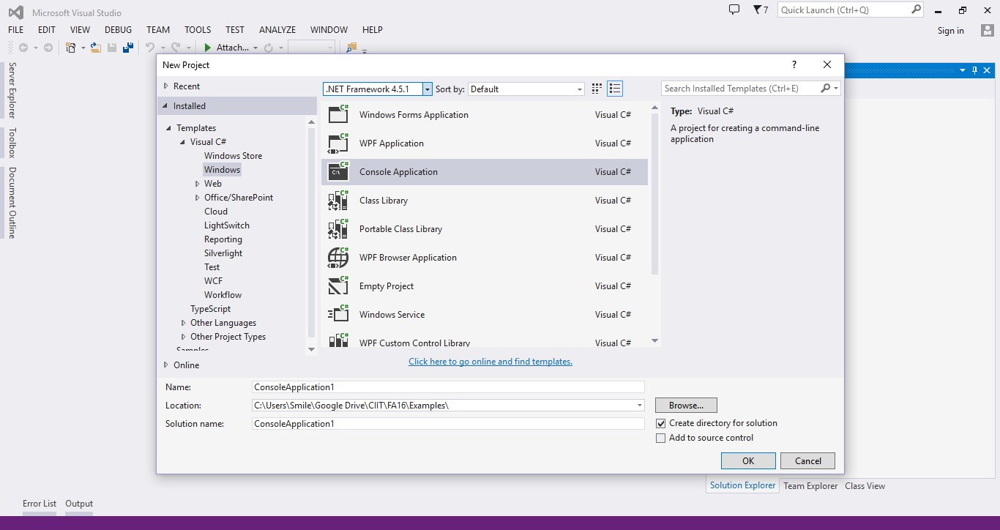 Microsoft Visual Studio
7
Quick Launch (Ctrl+Q)
FILE EDIT VIEW DEBUG TEAM TOOLS TEST ANALYZE WINDOW HELP
Sign in
Attach...
Server Explorer
Toolbox
Document Outline
New Project
?
Recent
Installed
Templates
Visual C#
Windows Store
Windows
Web
Office/SharePoint
Cloud
LightSwitch
Reporting
Silverlight
Test
WCF
Workflow
TypeScript
Other Languages
Other Project Types
Samples
Online
.NET Framework 4.5.1
Sort by: Default
Search Installed Templates (Ctrl+E)
C# Windows Forms Application Visual C#
C# WPF Application Visual C#
C# C:\ Console Application Visual C#
C# Class Library Visual C#
C# Portable Class Library Visual C#
C# WPF Browser Application Visual C#
C# Empty Project Visual C#
C# Windows Service Visual C#
C# WPF Custom Control Library Visual C#
Click here to go online and find templates.
Type: Visual C#
A project for creating a command-line
application
Name: ConsoleApplication1
Location: C:\Users\Smile\Google Drive\CIIT\FA16\Examples\
Browse...
Solution name: ConsoleApplication1
Create directory for solution
Add to source control
OK Cancel
Solution Explorer Team Explorer Class View
Error List Output